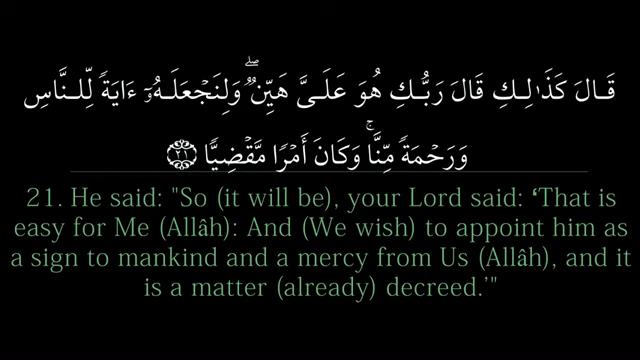 قَالَ كَذَٰلِكِ قَالَ رَبُّكِ هُوَ عَلَىَّ هَيِّنٌۭ ۖ وَلِنَجْعَلَهُۥٓ ءَايَةًۭ لِّلنَّاسِ
وَرَحْمَةًۭ مِّنَّا ۚ وَكَانَ أَمْرًۭا مَّقْضِيًّۭا ۝٢١
21. He said: "So (it will be), your Lord said: ‘That is
easy for Me (Allâh): And (We wish) to appoint him as
a sign to mankind and a mercy from Us (Allâh), and it
is a matter (already) decreed.'"